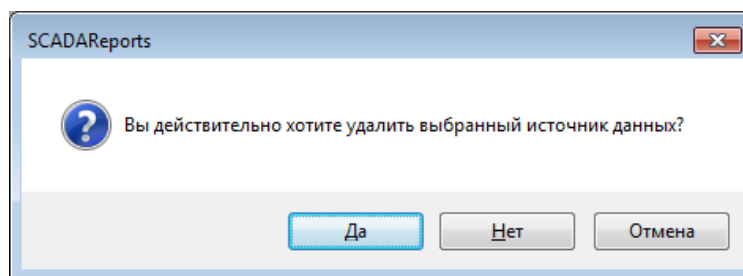 SCADAReports
Вы действительно хотите удалить выбранный источник данных?
Да Нет Отмена